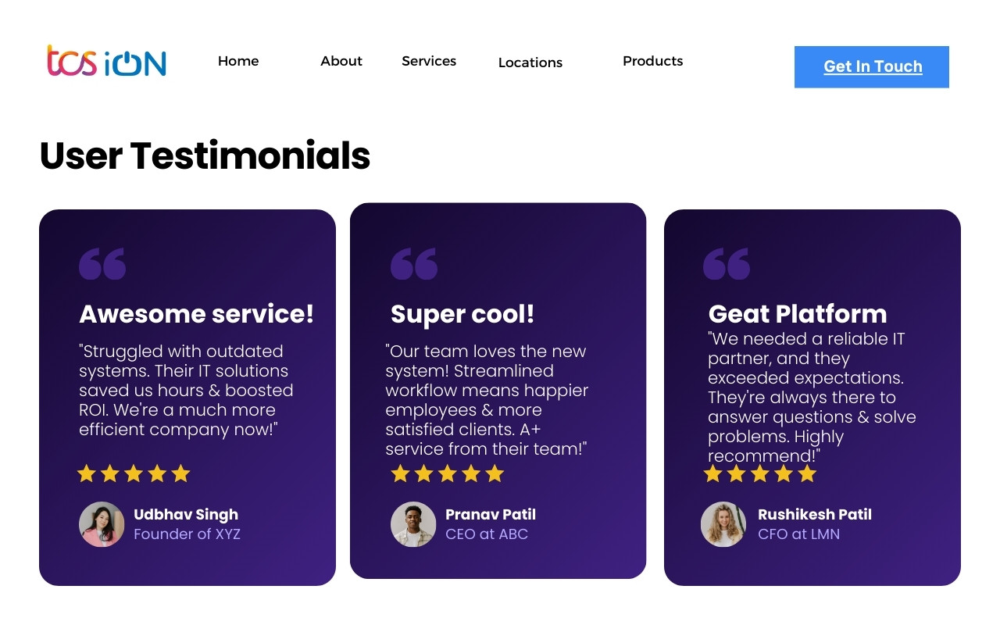 tcs iON
Home About Services Locations Products
Get In Touch
User Testimonials
Awesome service!
"Struggled with outdated
systems. Their IT solutions
saved us hours & boosted
ROI. We're a much more
efficient company now!"
Udbhav Singh
Founder of XYZ
Super cool!
"Our team loves the new
system! Streamlined
workflow means happier
employees & more
satisfied clients. A+
service from their team!"
Pranav Patil
CEO at ABC
Geat Platform
"We needed a reliable IT
partner, and they
exceeded expectations.
They're always there to
answer questions & solve
problems. Highly
recommend!"
Rushikesh Patil
CFO at LMN